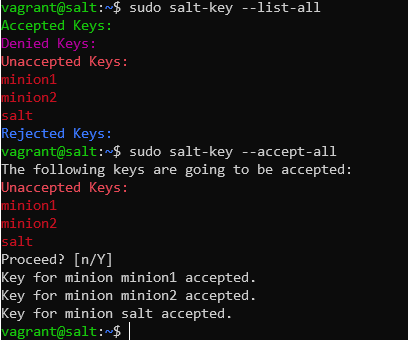 vagrant@salt:~$ sudo salt-key --list-all
Accepted Keys:
Denied Keys:
Unaccepted Keys:
minion1
minion2
salt
Rejected Keys:
vagrant@salt:~$ sudo salt-key --accept-all
The following keys are going to be accepted:
Unaccepted Keys:
minion1
minion2
salt
Proceed? [n/Y]
Key for minion minion1 accepted.
Key for minion minion2 accepted.
Key for minion salt accepted.
vagrant@salt:~$